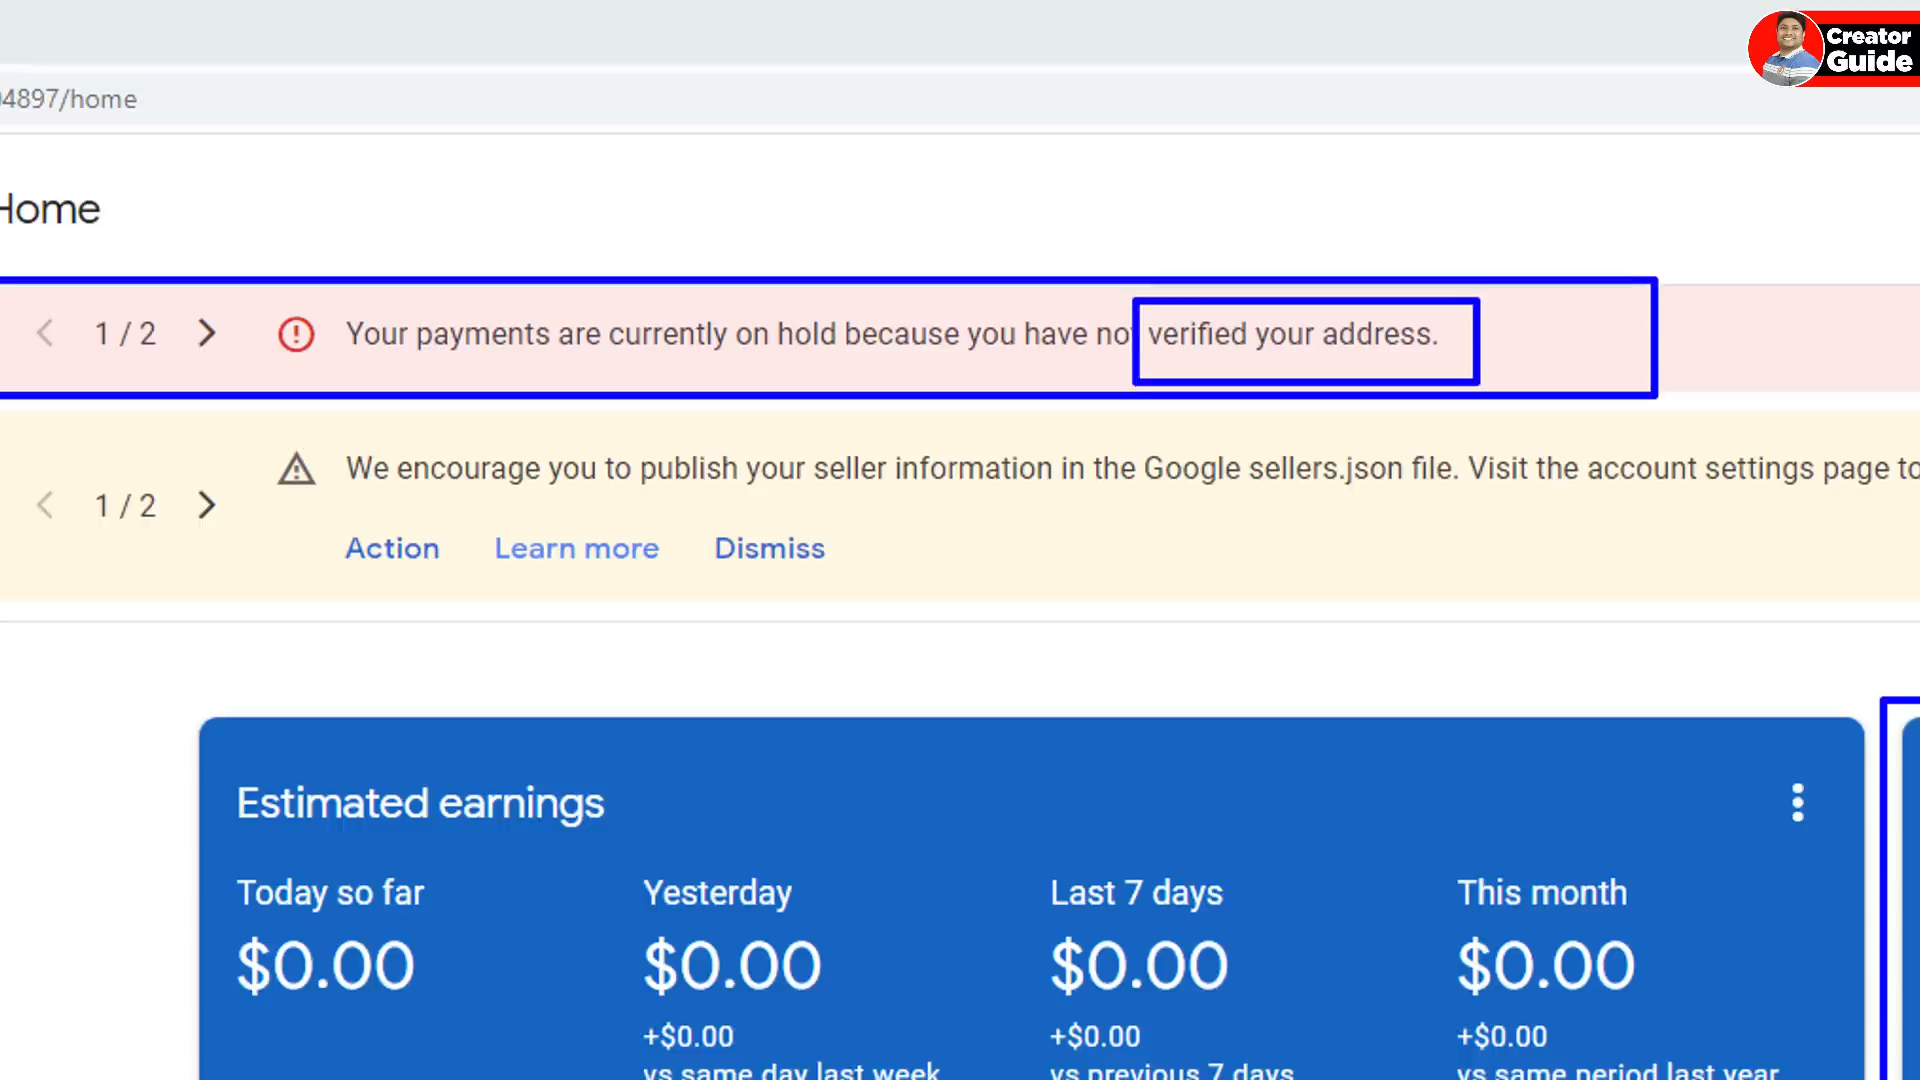 Creator
Guide
04897/home
Home
1 / 2
Your payments are currently on hold because you have not verified your address.
We encourage you to publish your seller information in the Google sellers.json file. Visit the account settings page to
1 / 2
Action Learn more Dismiss
Estimated earnings
Today so far Yesterday Last 7 days This month
$0.00 $0.00 $0.00 $0.00
+$0.00 +$0.00 +$0.00
vs same day last week vs previous 7 days vs same period last year